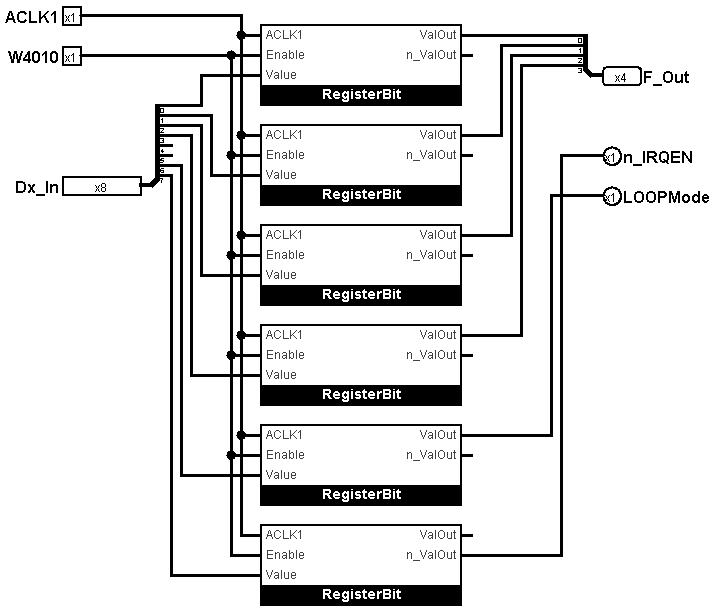 ACLK1 x1
W4010 x1
Dx_In x8
0
1
2
3
4
5
6
7
ACLK1 ValOut
Enable n_ValOut
Value
RegisterBit
ACLK1 ValOut
Enable n_ValOut
Value
RegisterBit
ACLK1 ValOut
Enable n_ValOut
Value
RegisterBit
ACLK1 ValOut
Enable n_ValOut
Value
RegisterBit
ACLK1 ValOut
Enable n_ValOut
Value
RegisterBit
ACLK1 ValOut
Enable n_ValOut
Value
RegisterBit
0
1
2
3
x4 F_Out
x1 n_IRQEN
x1 LOOPMode